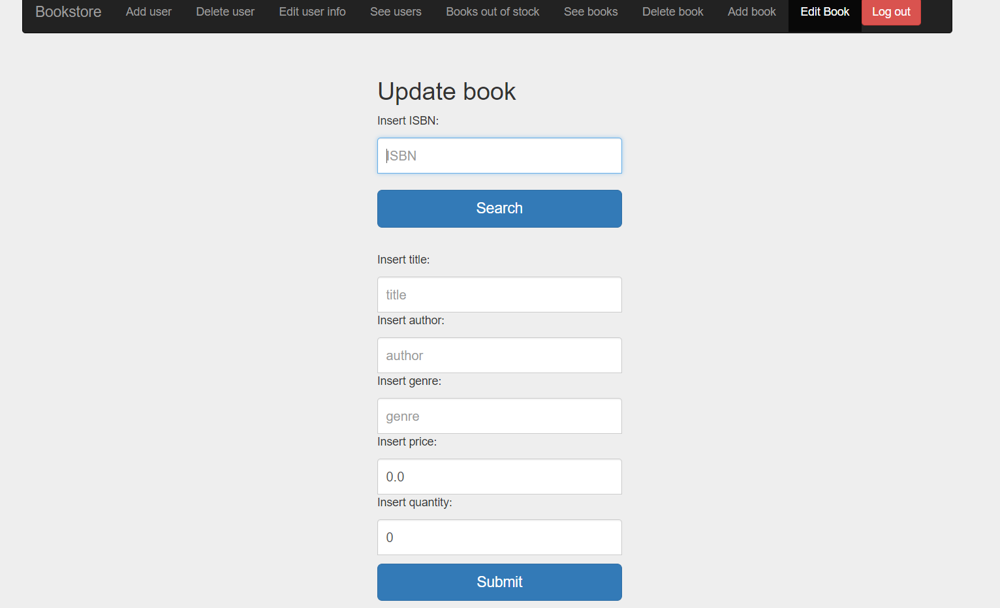 Bookstore Add user Delete user Edit user info See users Books out of stock See books Delete book Add book Edit Book Log out
Update book
Insert ISBN:
ISBN
Search
Insert title:
title
Insert author:
author
Insert genre:
genre
Insert price:
0.0
Insert quantity:
0
Submit